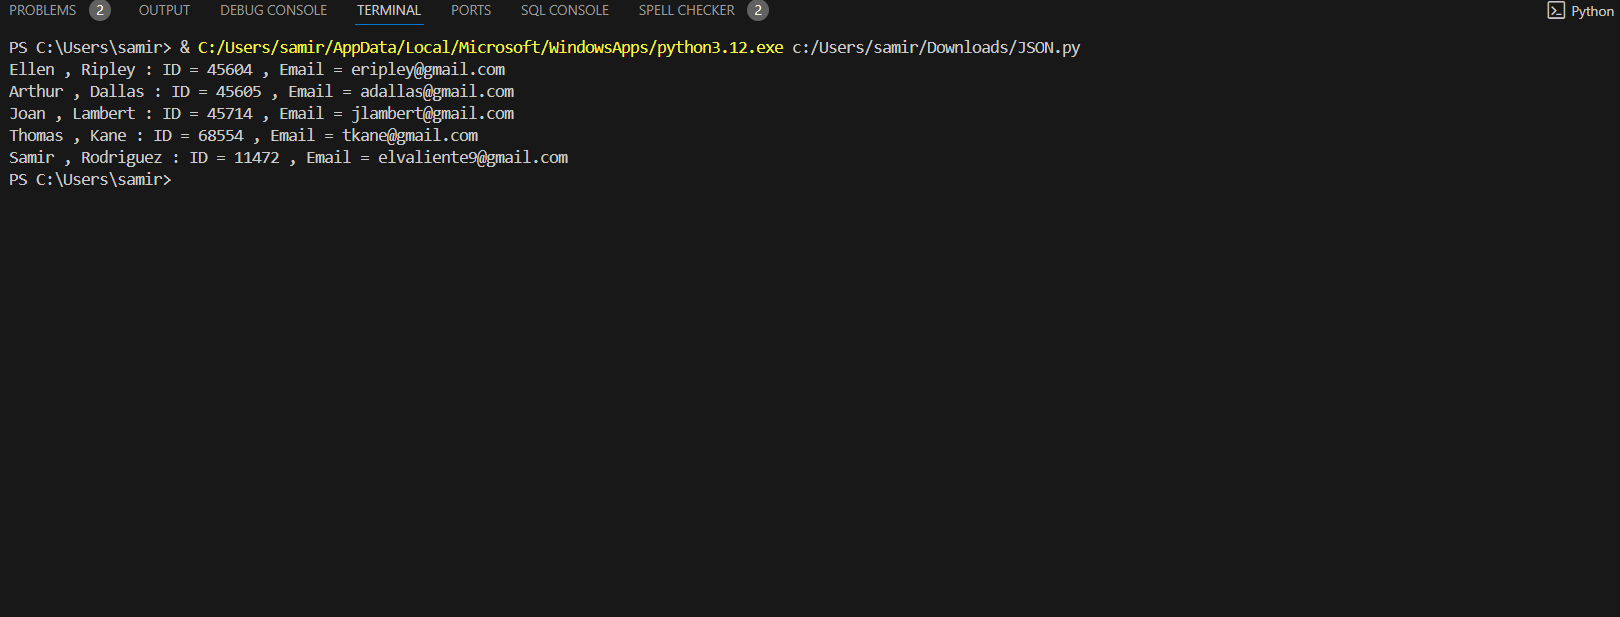 PROBLEMS 2 OUTPUT DEBUG CONSOLE TERMINAL PORTS SQL CONSOLE SPELL CHECKER 2 Python
PS C:\Users\samir> & C:/Users/samir/AppData/Local/Microsoft/WindowsApps/python3.12.exe c:/Users/samir/Downloads/JSON.py
Ellen , Ripley : ID = 45604 , Email = eripley@gmail.com
Arthur , Dallas : ID = 45605 , Email = adallas@gmail.com
Joan , Lambert : ID = 45714 , Email = jlambert@gmail.com
Thomas , Kane : ID = 68554 , Email = tkane@gmail.com
Samir , Rodriguez : ID = 11472 , Email = elvaliente9@gmail.com
PS C:\Users\samir>